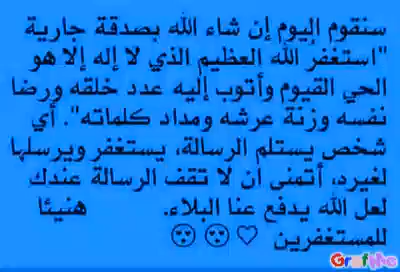 سنقوم اليوم إن شاء الله بصدقة جارية
"استغفر الله العظيم الذي لا إله إلا هو
الحي القيوم وأتوب إليه عدد خلقه ورضا
نفسه وزنة عرشه ومداد كلماته". أي
شخص يستلم الرسالة، يستغفر ويرسلها
لغيره، أتمنى أن لا تقف الرسالة عندك
لعل الله يدفع عنا البلاء. هنيئا
للمستغفرين ♡😍😍